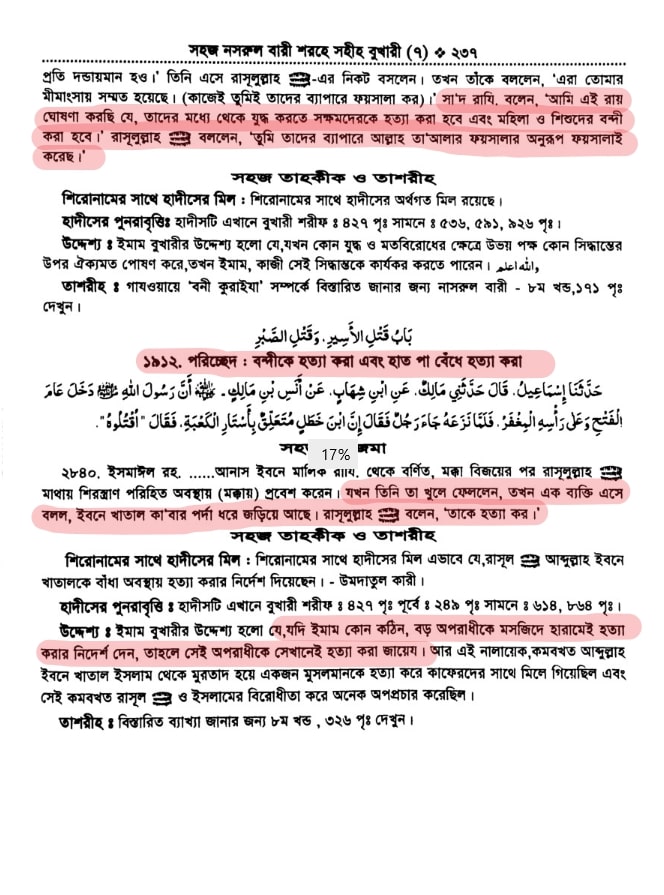 সহজ নসরুল বারী শরহে সহীহ বুখারী (৭) ❖ ২৩৭
প্রতি দন্ডায়মান হও।' তিনি এসে রাসূলুল্লাহ ﷺ-এর নিকট বসলেন। তখন তাঁকে বললেন, 'এরা তোমার
মীমাংসায় সম্মত হয়েছে। (কাজেই তুমিই তাদের ব্যাপারে ফয়সালা কর)।' সা'দ রাযি. বলেন, 'আমি এই রায়
ঘোষণা করছি যে, তাদের মধ্যে থেকে যুদ্ধ করতে সক্ষমদেরকে হত্যা করা হবে এবং মহিলা ও শিশুদের বন্দী
করা হবে।' রাসূলুল্লাহ ﷺ বললেন, 'তুমি তাদের ব্যাপারে আল্লাহ তা'আলার ফয়সালার অনুরূপ ফয়সালাই
করেছ।'
সহজ তাহকীক ও তাশরীহ
শিরোনামের সাথে হাদীসের মিল : শিরোনামের সাথে হাদীসের অর্থগত মিল রয়েছে।
হাদীসের পুনরাবৃত্তিঃ হাদীসটি এখানে বুখারী শরীফ ঃ ৪২৭ পৃঃ সামনে ঃ ৫৩৬, ৫৯১, ৯২৬ পৃঃ।
উদ্দেশ্য ঃ ইমাম বুখারীর উদ্দেশ্য হলো যে,যখন কোন যুদ্ধ ও মতবিরোধের ক্ষেত্রে উভয় পক্ষ কোন সিদ্ধান্তের
উপর ঐক্যমত পোষণ করে,তখন ইমাম, কাজী সেই সিদ্ধান্তকে কার্যকর করতে পারেন। والله اعلم
তাশরীহ ঃ গাযওয়ায়ে 'বনী কুরাইযা' সম্পর্কে বিস্তারিত জানার জন্য নাসরুল বারী - ৮ম খন্ড,১৭১ পৃঃ
দেখুন।
بَابُ قَتْلِ الأَسِيرِ. وَقَتْلِ الصَّبْرِ
১৯১২. পরিচ্ছেদ : বন্দীকে হত্যা করা এবং হাত পা বেঁধে হত্যা করা
حَدَّثَنَا إِسْمَاعِيلُ. قَالَ حَدَّثَنِي مَالِكٌ. عَنِ ابْنِ شِهَابٍ. عَنْ أَنَسِ بْنِ مَالِكٍ ـ ﷺ ـ أَنَّ رَسُولَ اللهِ ﷺ دَخَلَ عَامَ
الْفَتْحِ وَعَلَى رَأْسِهِ الْمِغْفَرُ. فَلَمَّا نَزَعَهُ جَاءَ رَجُلٌ فَقَالَ إِنَّ ابْنَ خَطَلٍ مُتَعَلِّقٌ بِأَسْتَارِ الْكَعْبَةِ. فَقَالَ "اقْتُلُوهُ".
সহজ জমা
17%
২৮৪০. ইসমাঈল রহ. ......আনাস ইবনে মালিক রাযি. থেকে বর্ণিত, মক্কা বিজয়ের পর রাসূলুল্লাহ ﷺ
মাথায় শিরস্ত্রাণ পরিহিত অবস্থায় (মক্কায়) প্রবেশ করেন। যখন তিনি তা খুলে ফেললেন, তখন এক ব্যক্তি এসে
বলল, ইবনে খাতাল কা'বার পর্দা ধরে জড়িয়ে আছে। রাসূলুল্লাহ ﷺ বলেন, 'তাকে হত্যা কর।'
সহজ তাহকীক ও তাশরীহ
শিরোনামের সাথে হাদীসের মিল : শিরোনামের সাথে হাদীসের মিল এভাবে যে,রাসূল ﷺ আব্দুল্লাহ ইবনে
খাতালকে বাঁধা অবস্থায় হত্যা করার নির্দেশ দিয়েছেন। - উমদাতুল কারী।
হাদীসের পুনরাবৃত্তি ঃ হাদীসটি এখানে বুখারী শরীফ ঃ ৪২৭ পৃঃ পূর্বে ঃ ২৪৯ পৃঃ সামনে ঃ ৬১৪, ৮৬৪ পৃঃ।
উদ্দেশ্য ঃ ইমাম বুখারীর উদ্দেশ্য হলো যে,যদি ইমাম কোন কঠিন, বড় অপরাধীকে মসজিদে হারামেই হত্যা
করার নির্দেশ দেন, তাহলে সেই অপরাধীকে সেখানেই হত্যা করা জায়েয। আর এই নালায়েক,কমবখত আব্দুল্লাহ
ইবনে খাতাল ইসলাম থেকে মুরতাদ হয়ে একজন মুসলমানকে হত্যা করে কাফেরদের সাথে মিলে গিয়েছিল এবং
সেই কমবখত রাসূল ﷺ ও ইসলামের বিরোধীতা করে অনেক অপপ্রচার করেছিল।
তাশরীহ ঃ বিস্তারিত ব্যাখ্যা জানার জন্য ৮ম খন্ড , ৩২৬ পৃঃ দেখুন।